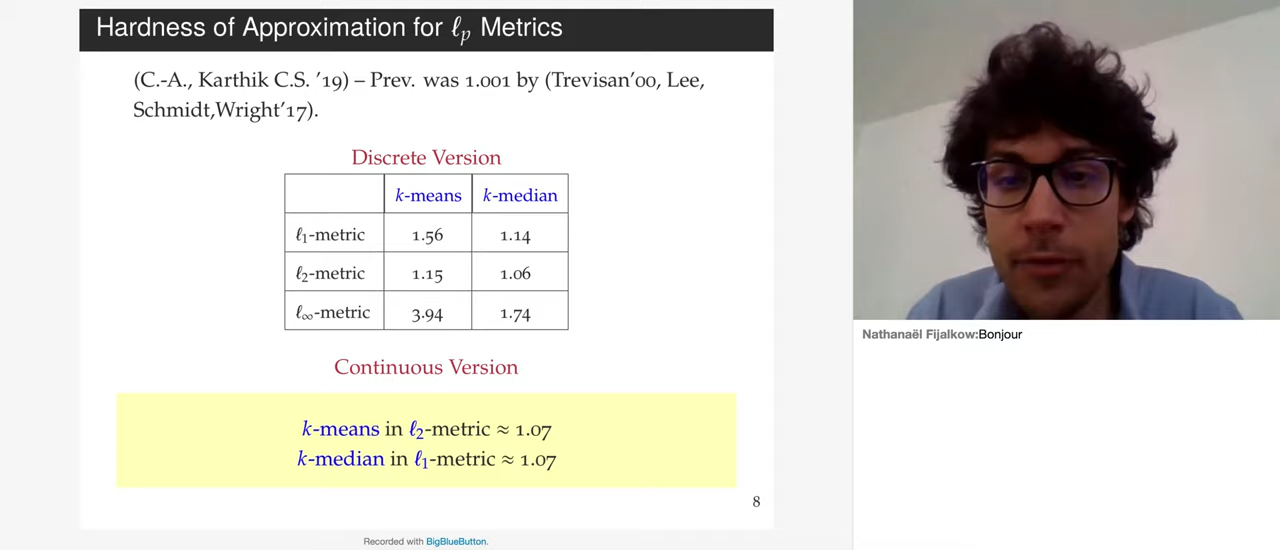 Hardness of Approximation for ℓp Metrics
(C.-A., Karthik C.S. '19) – Prev. was 1.001 by (Trevisan'00, Lee,
Schmidt,Wright'17).
Discrete Version
k-means k-median
ℓ1-metric 1.56 1.14
ℓ2-metric 1.15 1.06
ℓ∞-metric 3.94 1.74
Continuous Version
k-means in ℓ2-metric ≈ 1.07
k-median in ℓ1-metric ≈ 1.07
8
Recorded with BigBlueButton.
Nathanaël Fijalkow:Bonjour